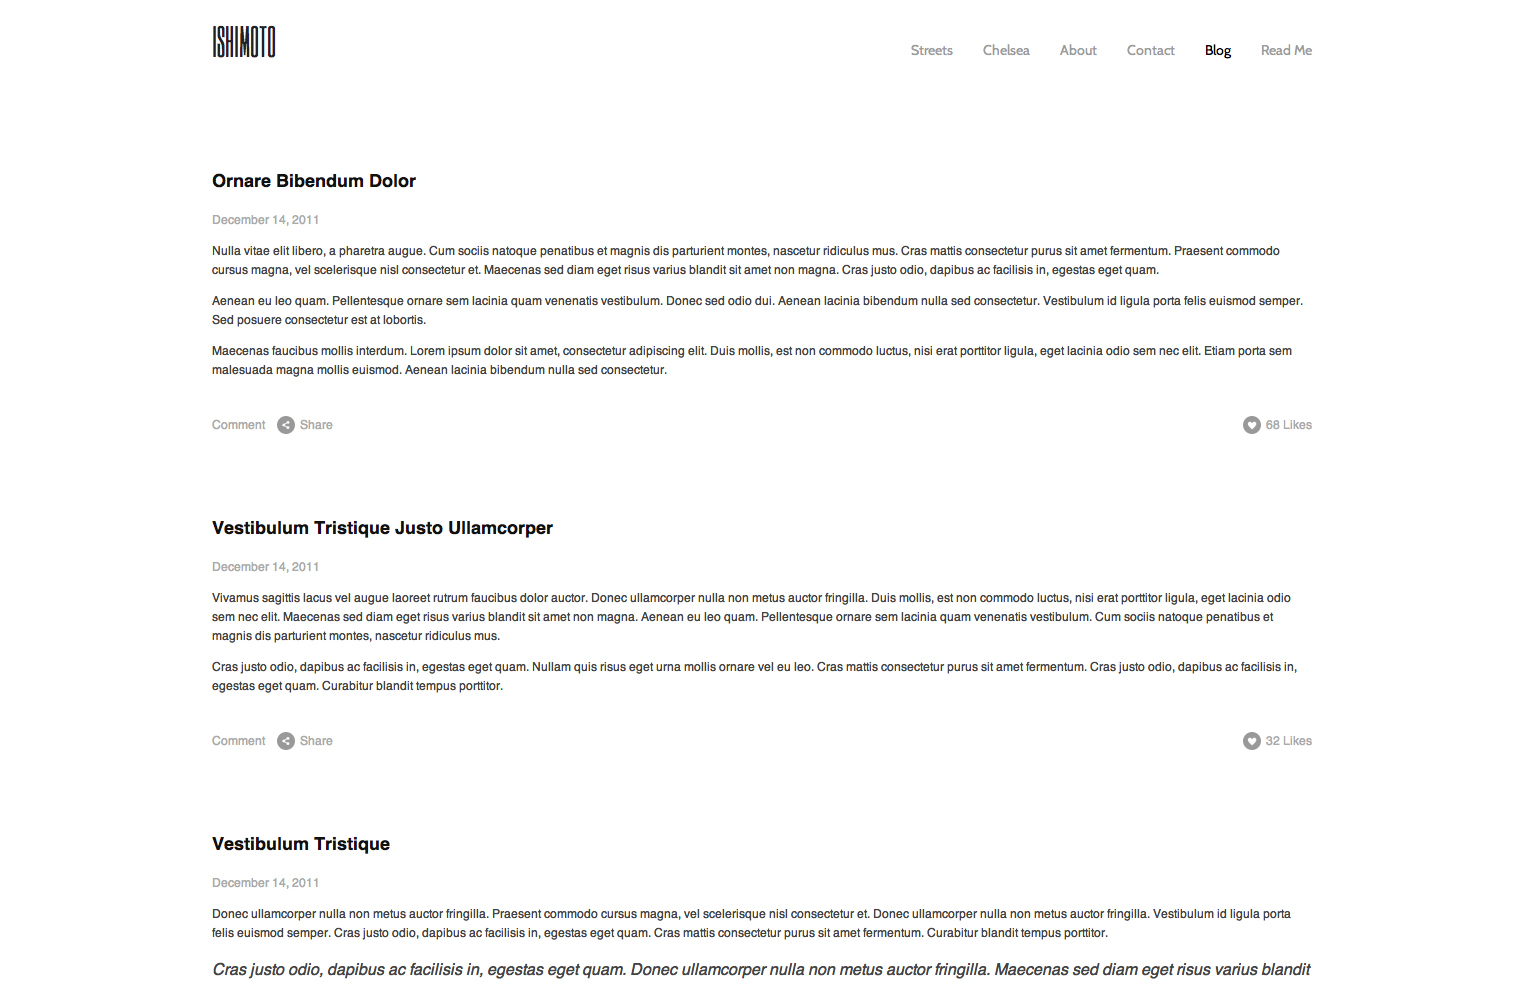 ISHIMOTO
Streets Chelsea About Contact Blog Read Me
Ornare Bibendum Dolor
December 14, 2011
Nulla vitae elit libero, a pharetra augue. Cum sociis natoque penatibus et magnis dis parturient montes, nascetur ridiculus mus. Cras mattis consectetur purus sit amet fermentum. Praesent commodo
cursus magna, vel scelerisque nisl consectetur et. Maecenas sed diam eget risus varius blandit sit amet non magna. Cras justo odio, dapibus ac facilisis in, egestas eget quam.
Aenean eu leo quam. Pellentesque ornare sem lacinia quam venenatis vestibulum. Donec sed odio dui. Aenean lacinia bibendum nulla sed consectetur. Vestibulum id ligula porta felis euismod semper.
Sed posuere consectetur est at lobortis.
Maecenas faucibus mollis interdum. Lorem ipsum dolor sit amet, consectetur adipiscing elit. Duis mollis, est non commodo luctus, nisi erat porttitor ligula, eget lacinia odio sem nec elit. Etiam porta sem
malesuada magna mollis euismod. Aenean lacinia bibendum nulla sed consectetur.
Comment Share 68 Likes
Vestibulum Tristique Justo Ullamcorper
December 14, 2011
Vivamus sagittis lacus vel augue laoreet rutrum faucibus dolor auctor. Donec ullamcorper nulla non metus auctor fringilla. Duis mollis, est non commodo luctus, nisi erat porttitor ligula, eget lacinia odio
sem nec elit. Maecenas sed diam eget risus varius blandit sit amet non magna. Aenean eu leo quam. Pellentesque ornare sem lacinia quam venenatis vestibulum. Cum sociis natoque penatibus et
magnis dis parturient montes, nascetur ridiculus mus.
Cras justo odio, dapibus ac facilisis in, egestas eget quam. Nullam quis risus eget urna mollis ornare vel eu leo. Cras mattis consectetur purus sit amet fermentum. Cras justo odio, dapibus ac facilisis in,
egestas eget quam. Curabitur blandit tempus porttitor.
Comment Share 32 Likes
Vestibulum Tristique
December 14, 2011
Donec ullamcorper nulla non metus auctor fringilla. Praesent commodo cursus magna, vel scelerisque nisl consectetur et. Donec ullamcorper nulla non metus auctor fringilla. Vestibulum id ligula porta
felis euismod semper. Cras justo odio, dapibus ac facilisis in, egestas eget quam. Cras mattis consectetur purus sit amet fermentum. Curabitur blandit tempus porttitor.
Cras justo odio, dapibus ac facilisis in, egestas eget quam. Donec ullamcorper nulla non metus auctor fringilla. Maecenas sed diam eget risus varius blandit